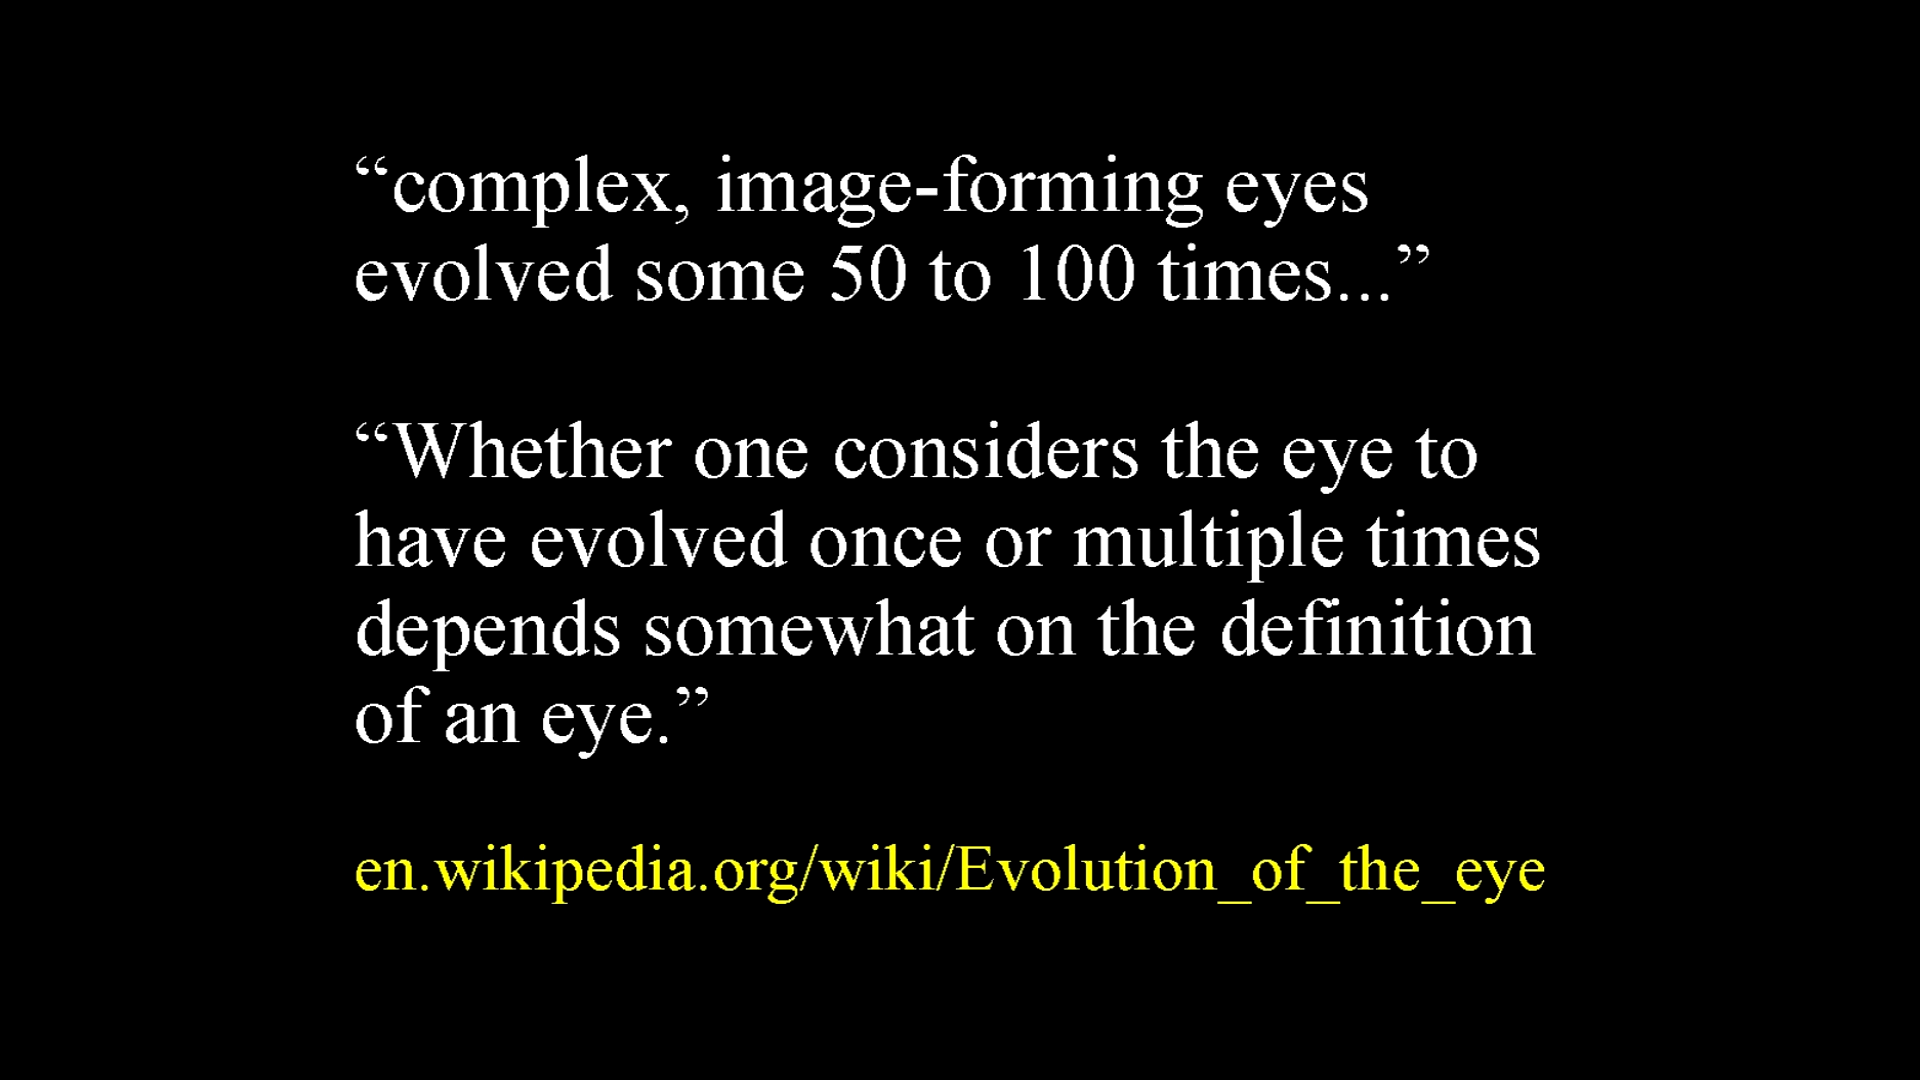 “complex, image-forming eyes
evolved some 50 to 100 times...”
“Whether one considers the eye to
have evolved once or multiple times
depends somewhat on the definition
of an eye.”
en.wikipedia.org/wiki/Evolution_of_the_eye